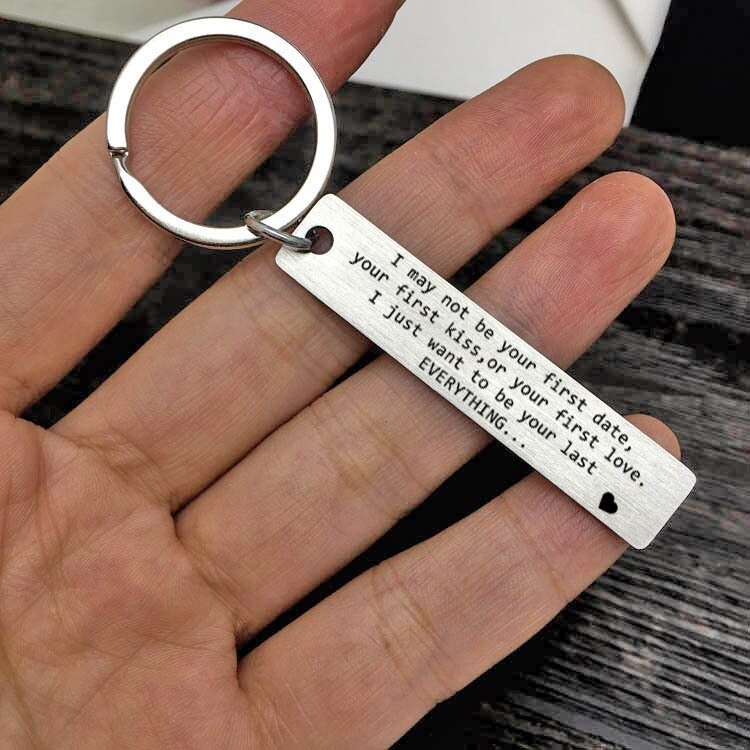 I may not be your first date,
your first kiss,or your first love.
I just want to be your last
EVERYTHING...